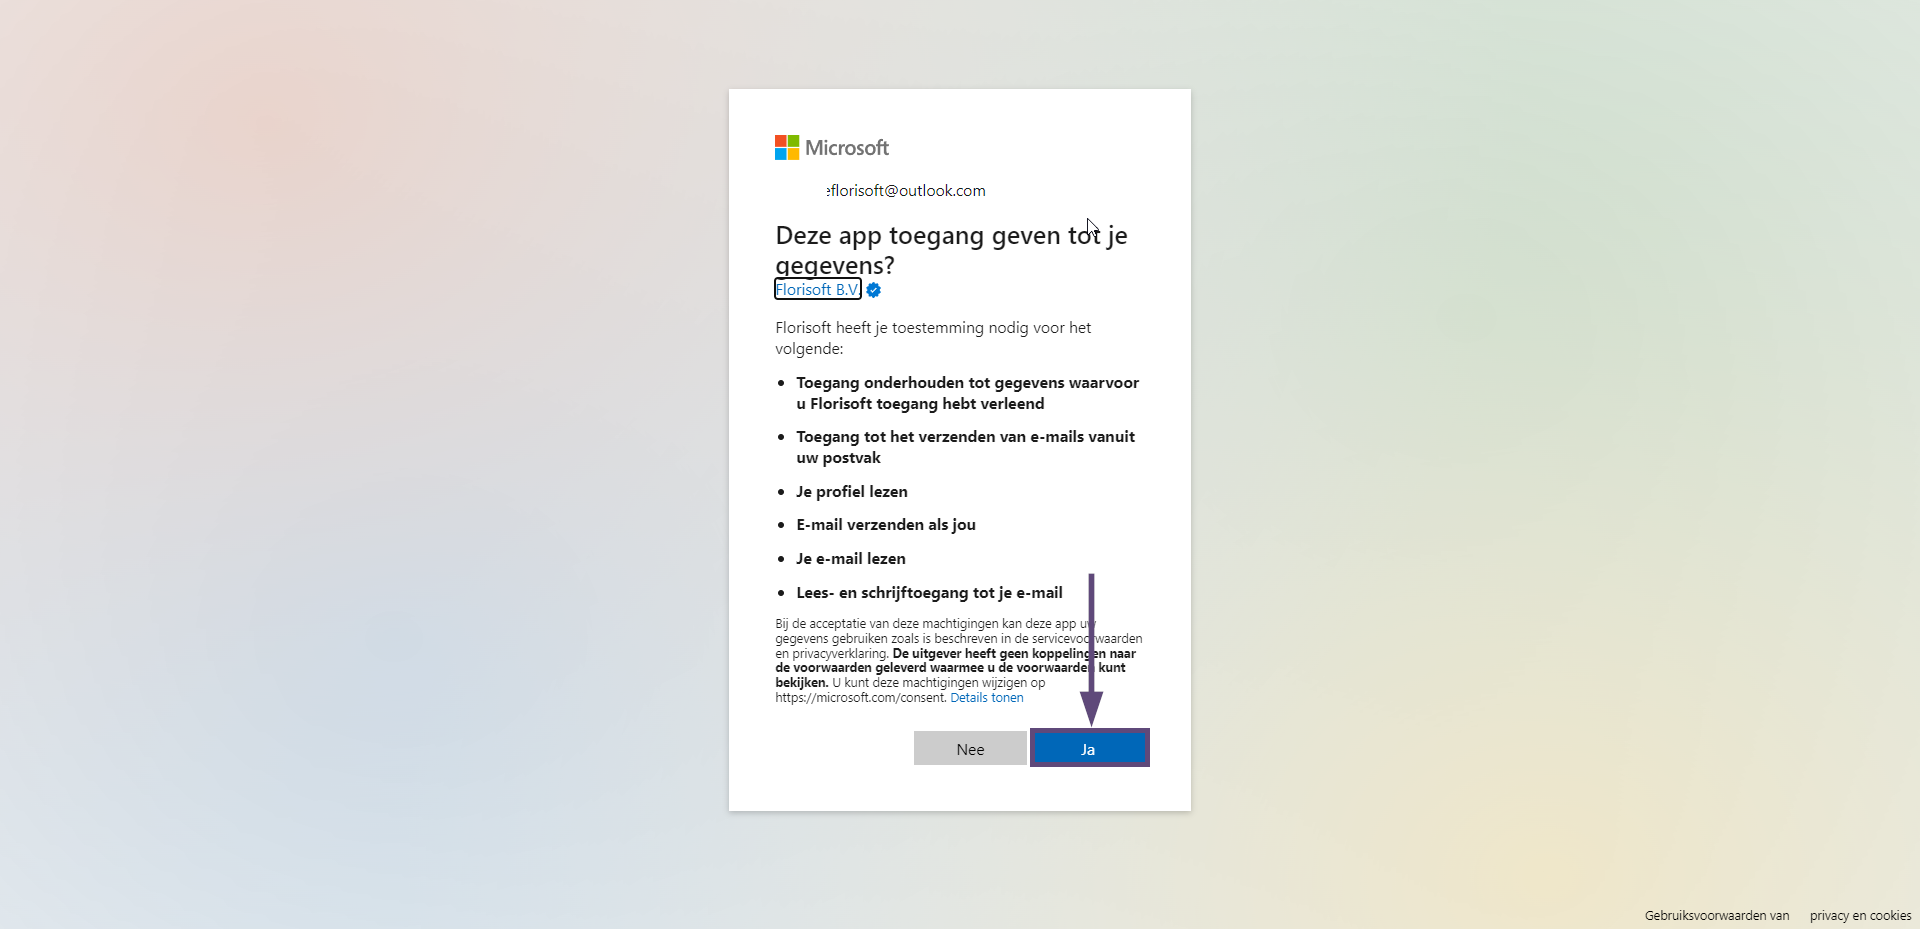 Microsoft
eflorisoft@outlook.com
Deze app toegang geven tot je
gegevens?
Florisoft B.V.
Florisoft heeft je toestemming nodig voor het
volgende:
• Toegang onderhouden tot gegevens waarvoor
u Florisoft toegang hebt verleend
• Toegang tot het verzenden van e-mails vanuit
uw postvak
• Je profiel lezen
• E-mail verzenden als jou
• Je e-mail lezen
• Lees- en schrijftoegang tot je e-mail
Bij de acceptatie van deze machtigingen kan deze app uw
gegevens gebruiken zoals is beschreven in de servicevoorwaarden
en privacyverklaring. De uitgever heeft geen koppelingen naar
de voorwaarden geleverd waarmee u de voorwaarden kunt
bekijken. U kunt deze machtigingen wijzigen op
https://microsoft.com/consent. Details tonen
Nee
Ja
Gebruiksvoorwaarden van
privacy en cookies